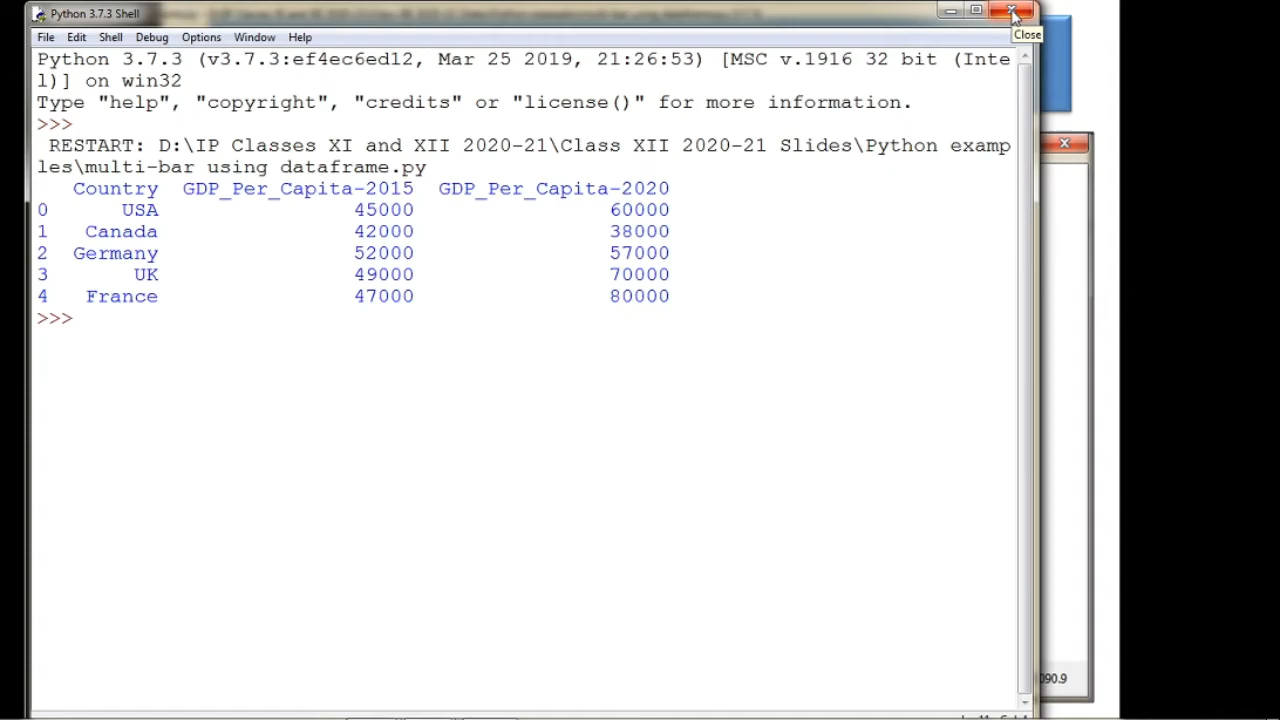 Python 3.7.3 Shell
Close
File Edit Shell Debug Options Window Help
Python 3.7.3 (v3.7.3:ef4ec6ed12, Mar 25 2019, 21:26:53) [MSC v.1916 32 bit (Inte
l)] on win32
Type "help", "copyright", "credits" or "license()" for more information.
>>>
RESTART: D:\IP Classes XI and XII 2020-21\Class XII 2020-21 Slides\Python examp
les\multi-bar using dataframe.py
Country GDP_Per_Capita-2015 GDP_Per_Capita-2020
0 USA 45000 60000
1 Canada 42000 38000
2 Germany 52000 57000
3 UK 49000 70000
4 France 47000 80000
>>>
090.9